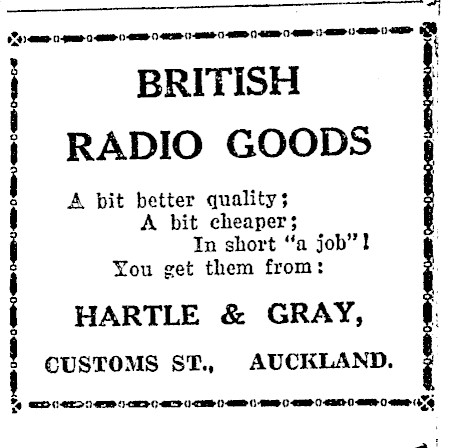 BRITISH
RADIO GOODS
A bit better quality;
A bit cheaper;
In short "a job"!
You get them from:
HARTLE & GRAY,
CUSTOMS ST., AUCKLAND.